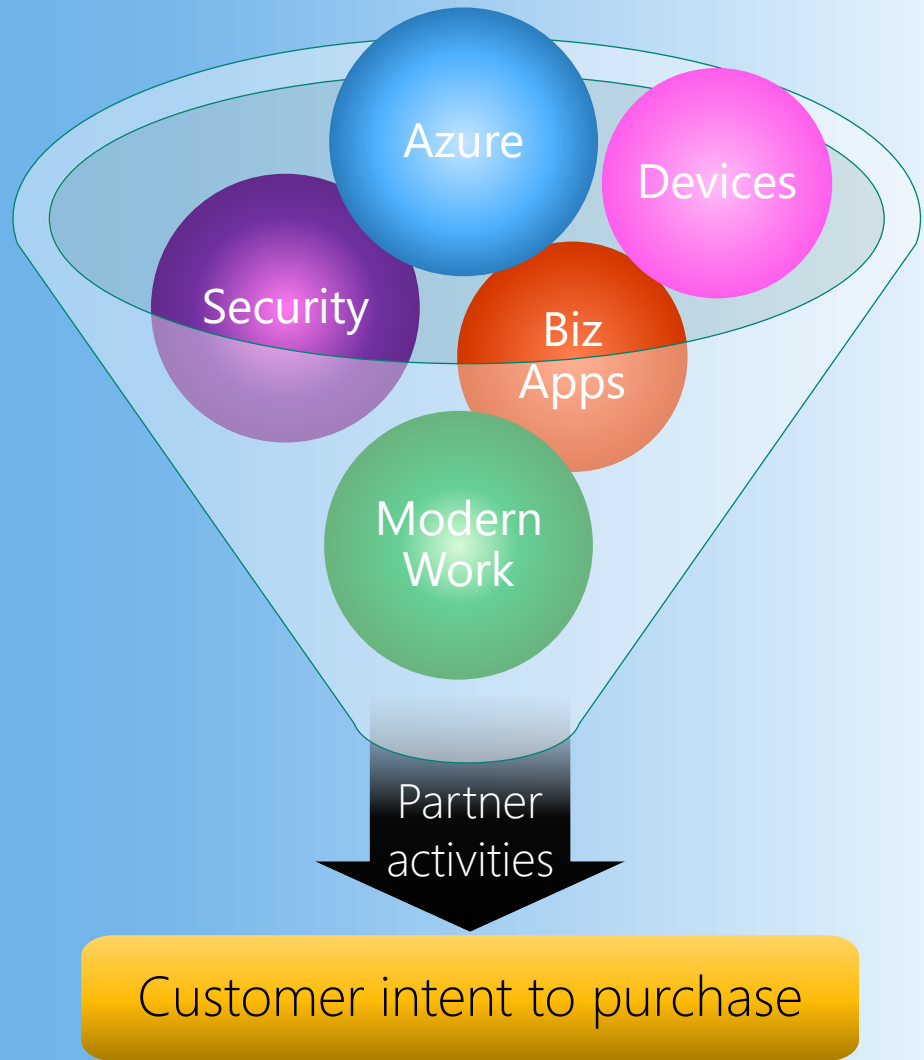 Azure
Devices
Security
Biz
Apps
Modern
Work
Partner
activities
Customer intent to purchase